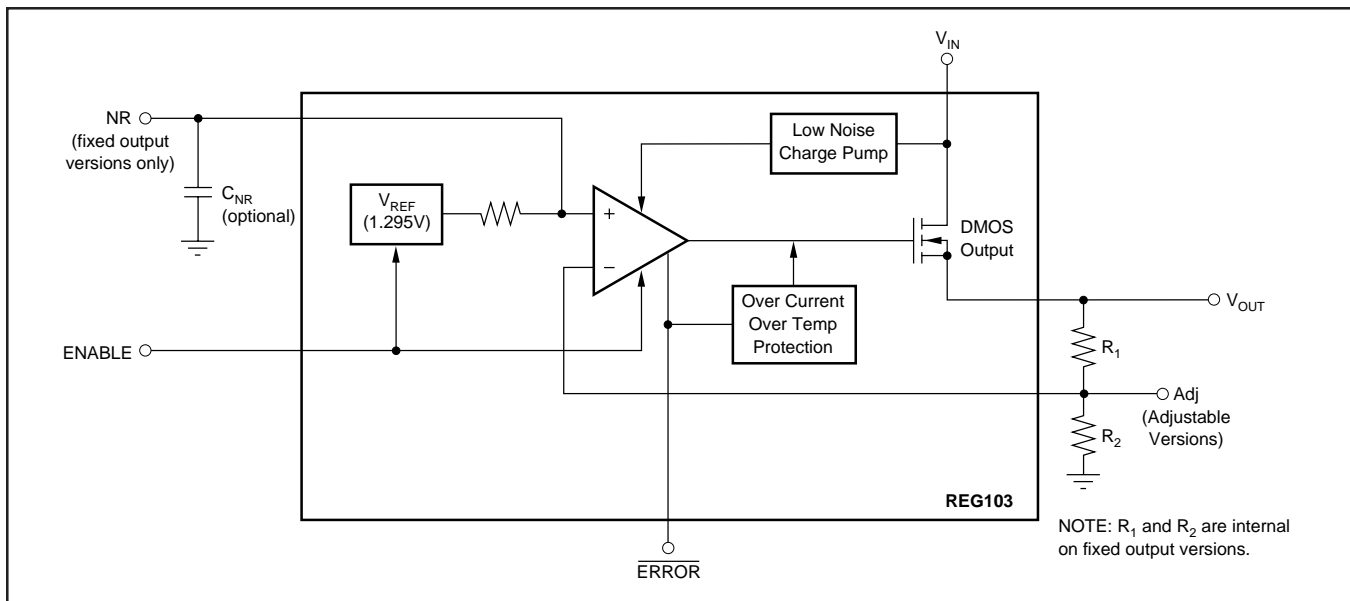 V_IN
NR
(fixed output
versions only)
C_NR
(optional)
V_REF
(1.295V)
Low Noise
Charge Pump
+
–
DMOS
Output
Over Current
Over Temp
Protection
V_OUT
ENABLE
R_1
Adj
(Adjustable
Versions)
R_2
REG103
NOTE: R_1 and R_2 are internal
on fixed output versions.
ERROR